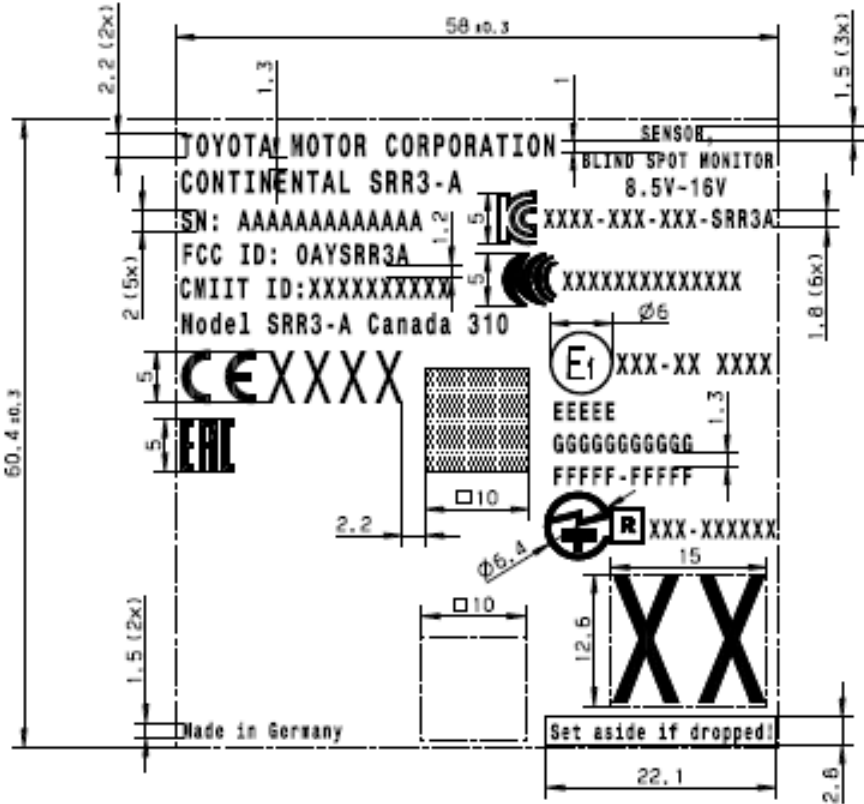 58 ±0.3
2.2 (2x)
1.3
1
1.5 (3x)
TOYOTA MOTOR CORPORATION
SENSOR,
BLIND SPOT MONITOR
CONTINENTAL SRR3-A
8.5V~16V
SN: AAAAAAAAAAAAA
5
IC
XXXX-XXX-XXX-SRR3A
1.2
FCC ID: OAYSRR3A
2 (5x)
1.8 (6x)
CMIIT ID:XXXXXXXXXX
5
XXXXXXXXXXXXXX
Model SRR3-A Canada 310
Ø6
5
CE XXXX
E1
XXX-XX XXXX
60.4 ±0.3
1.3
EEEEE
5
EAC
GGGGGGGGGGG
FFFFF-FFFFF
□10
2.2
R
XXX-XXXXXX
Ø6.4
15
□10
12.6
XX
1.5 (2x)
Made in Germany
Set aside if dropped!
22.1
2.8